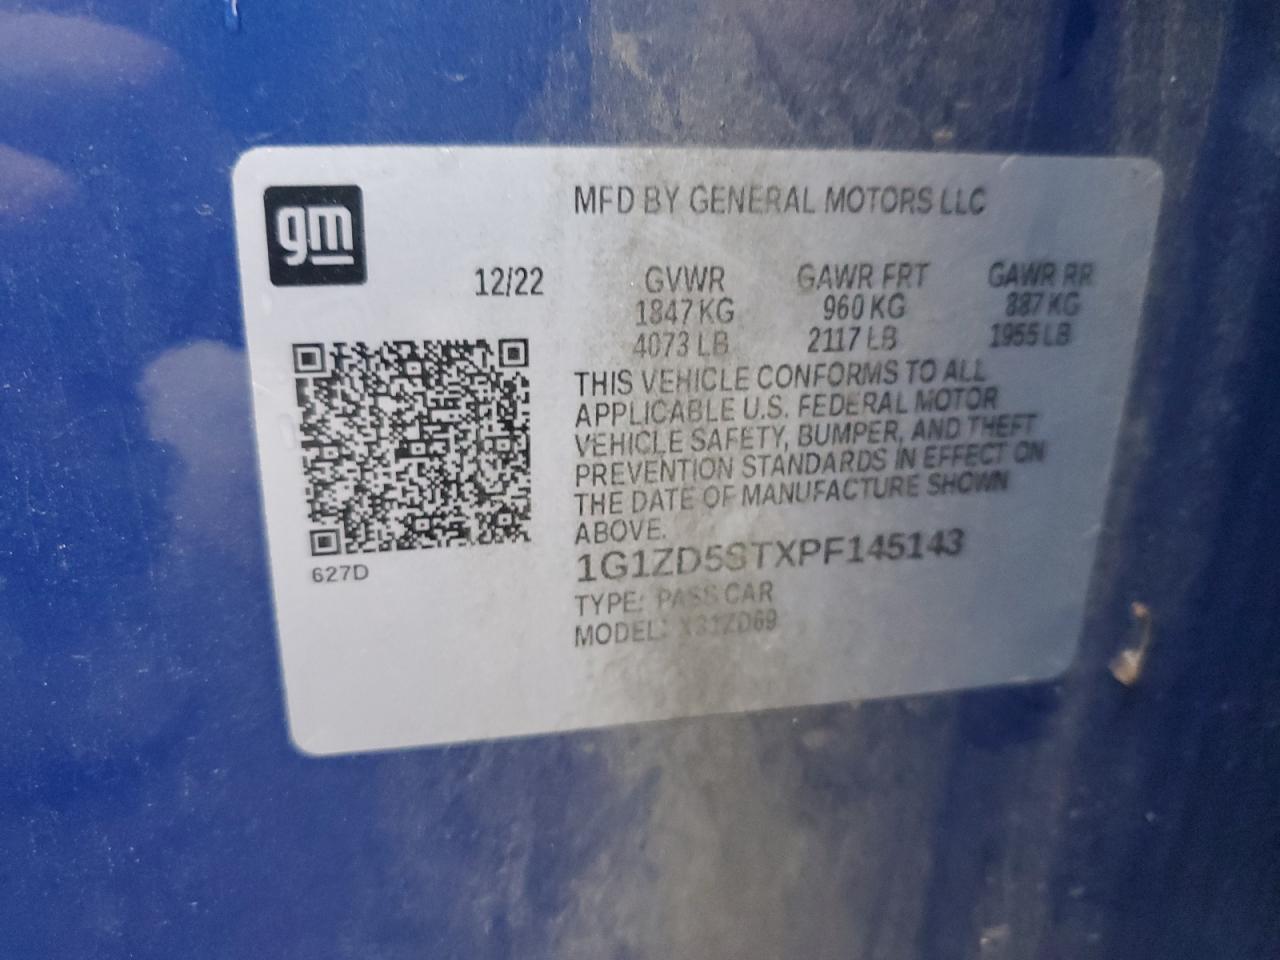 gm
MFD BY GENERAL MOTORS LLC
12/22
GVWR GAWR FRT GAWR RR
1847 KG 960 KG 887 KG
4073 LB 2117 LB 1955 LB
THIS VEHICLE CONFORMS TO ALL
APPLICABLE U.S. FEDERAL MOTOR
VEHICLE SAFETY, BUMPER, AND THEFT
PREVENTION STANDARDS IN EFFECT ON
THE DATE OF MANUFACTURE SHOWN
ABOVE.
1G1ZD5STXPF145143
627D
TYPE: PASS CAR
MODEL: X31ZD69